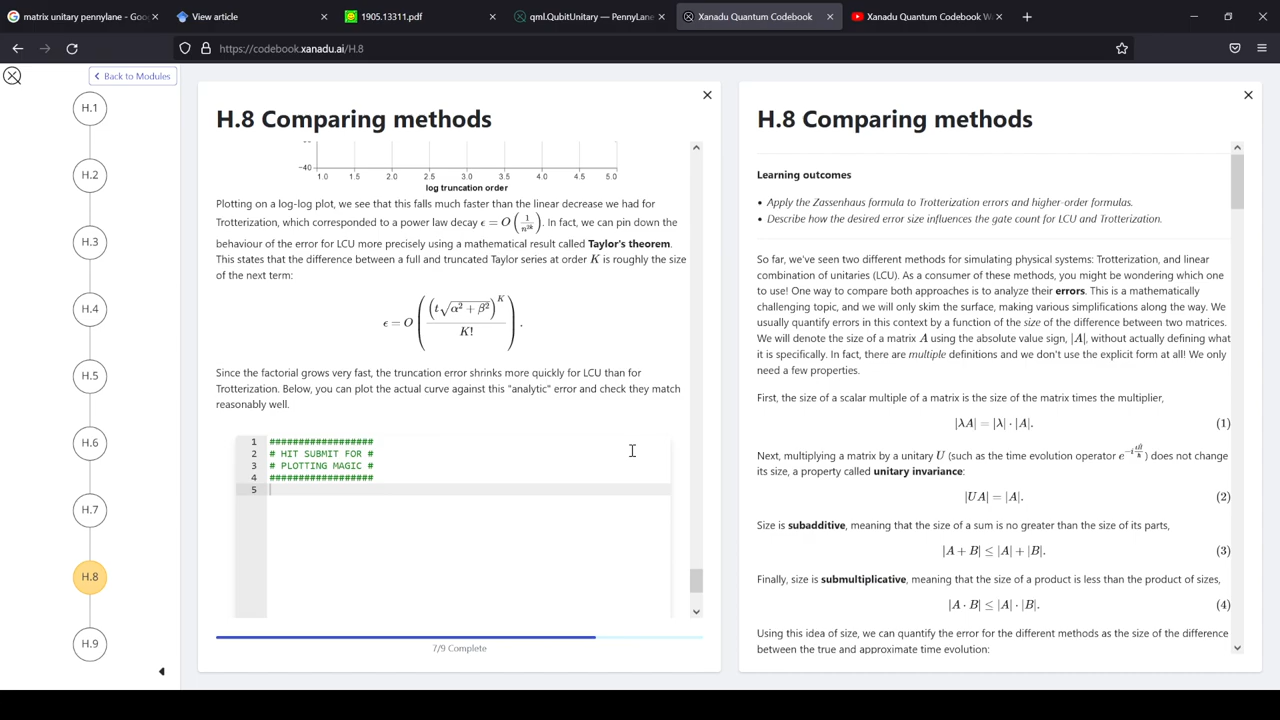 matrix unitary pennylane - Goo
View article
1905.13311.pdf
qml.QubitUnitary — PennyLane
Xanadu Quantum Codebook
Xanadu Quantum Codebook Wa
https://codebook.xanadu.ai/H.8
Back to Modules
H.1
H.2
H.3
H.4
H.5
H.6
H.7
H.8
H.9
H.8 Comparing methods
−40
1.0 1.5 2.0 2.5 3.0 3.5 4.0 4.5 5.0
log truncation order
Plotting on a log-log plot, we see that this falls much faster than the linear decrease we had for
Trotterization, which corresponded to a power law decay ϵ = O(1/n^{2k}). In fact, we can pin down the
behaviour of the error for LCU more precisely using a mathematical result called Taylor's theorem.
This states that the difference between a full and truncated Taylor series at order K is roughly the size
of the next term:
ϵ = O((t√(α² + β²))^K / K!).
Since the factorial grows very fast, the truncation error shrinks more quickly for LCU than for
Trotterization. Below, you can plot the actual curve against this "analytic" error and check they match
reasonably well.
1 ##################
2 # HIT SUBMIT FOR #
3 # PLOTTING MAGIC #
4 ##################
5
7/9 Complete
H.8 Comparing methods
Learning outcomes
• Apply the Zassenhaus formula to Trotterization errors and higher-order formulas.
• Describe how the desired error size influences the gate count for LCU and Trotterization.
So far, we've seen two different methods for simulating physical systems: Trotterization, and linear
combination of unitaries (LCU). As a consumer of these methods, you might be wondering which one
to use! One way to compare both approaches is to analyze their errors. This is a mathematically
challenging topic, and we will only skim the surface, making various simplifications along the way. We
usually quantify errors in this context by a function of the size of the difference between two matrices.
We will denote the size of a matrix A using the absolute value sign, |A|, without actually defining what
it is specifically. In fact, there are multiple definitions and we don't use the explicit form at all! We only
need a few properties.
First, the size of a scalar multiple of a matrix is the size of the matrix times the multiplier,
|λA| = |λ| · |A|. (1)
Next, multiplying a matrix by a unitary U (such as the time evolution operator ) does not change
its size, a property called unitary invariance:
|UA| = |A|. (2)
Size is subadditive, meaning that the size of a sum is no greater than the size of its parts,
|A + B| ≤ |A| + |B|. (3)
Finally, size is submultiplicative, meaning that the size of a product is less than the product of sizes,
|A · B| ≤ |A| · |B|. (4)
Using this idea of size, we can quantify the error for the different methods as the size of the difference
between the true and approximate time evolution: